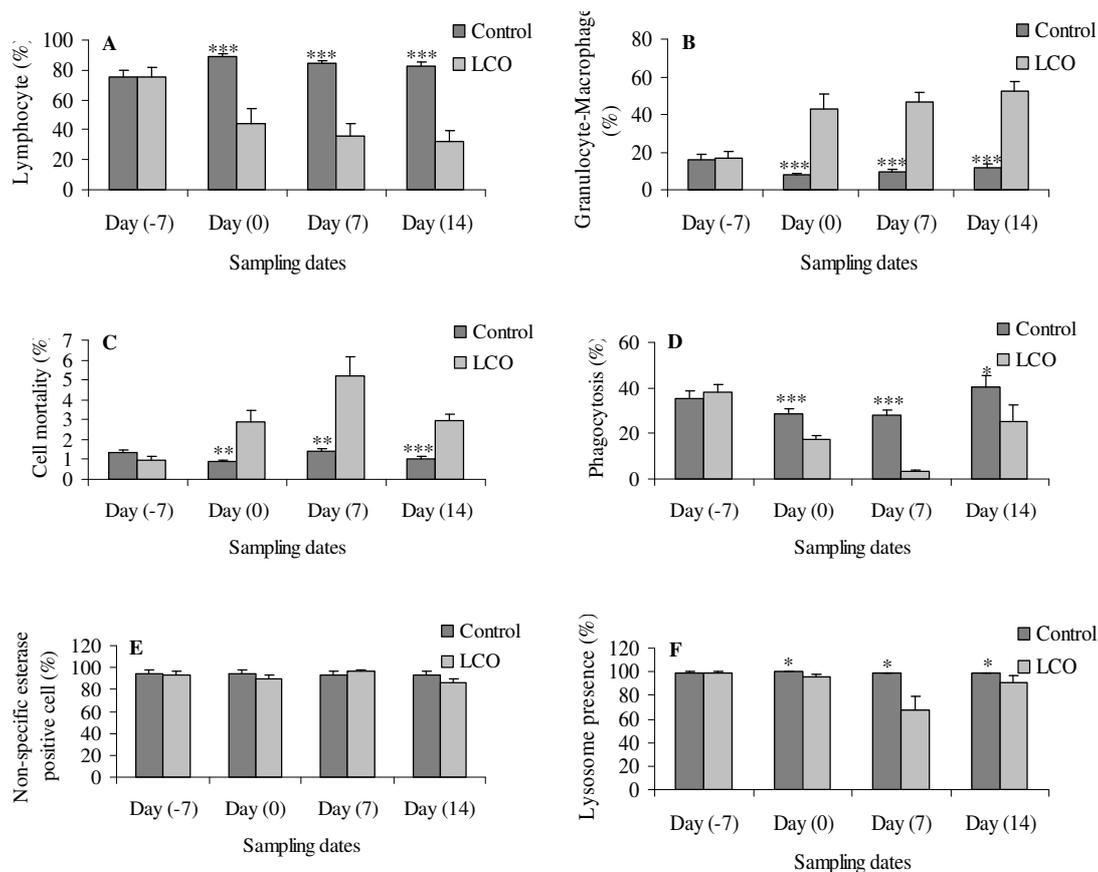 A
Control
LCO
Lymphocyte (%)
100
80
60
40
20
0
*** *** ***
Day (-7) Day (0) Day (7) Day (14)
Sampling dates
B
Control
LCO
Granulocyte-Macrophage
(%)
80
60
40
20
0
*** *** ***
Day (-7) Day (0) Day (7) Day (14)
Sampling dates
C
Control
LCO
Cell mortality (%)
7
6
5
4
3
2
1
0
** ** ***
Day (-7) Day (0) Day (7) Day (14)
Sampling dates
D
Control
LCO
Phagocytosis (%)
60
40
20
0
*** *** *
Day (-7) Day (0) Day (7) Day (14)
Sampling dates
E
Control
LCO
Non-specific esterase
positive cell (%)
120
100
80
60
40
20
0
Day (-7) Day (0) Day (7) Day (14)
Sampling dates
F
Control
LCO
Lysosome presence (%)
120
100
80
60
40
20
0
* * *
Day (-7) Day (0) Day (7) Day (14)
Sampling dates